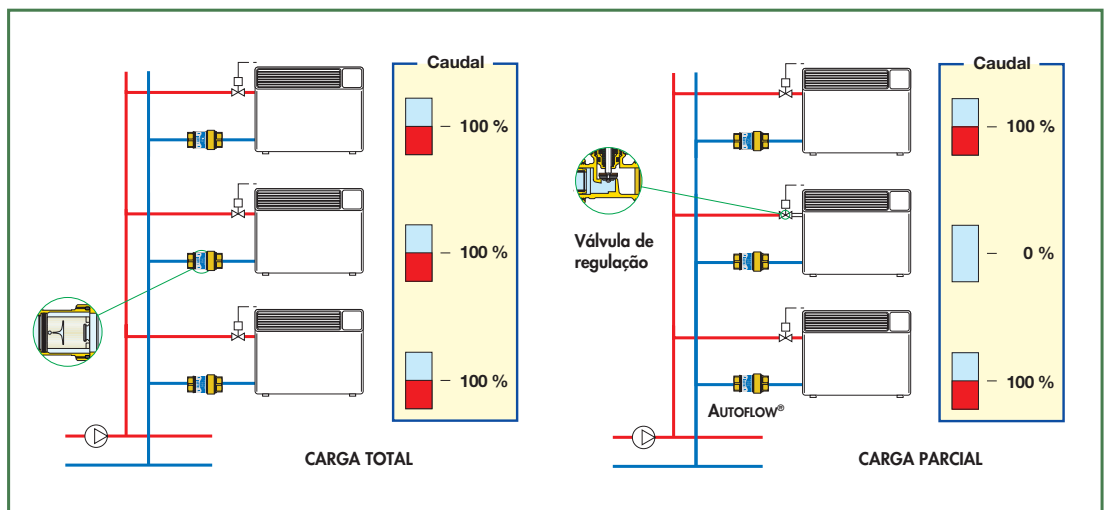 Caudal
100 %
100 %
100 %
CARGA TOTAL
Caudal
100 %
0 %
100 %
Válvula de
regulação
AUTOFLOW®
CARGA PARCIAL